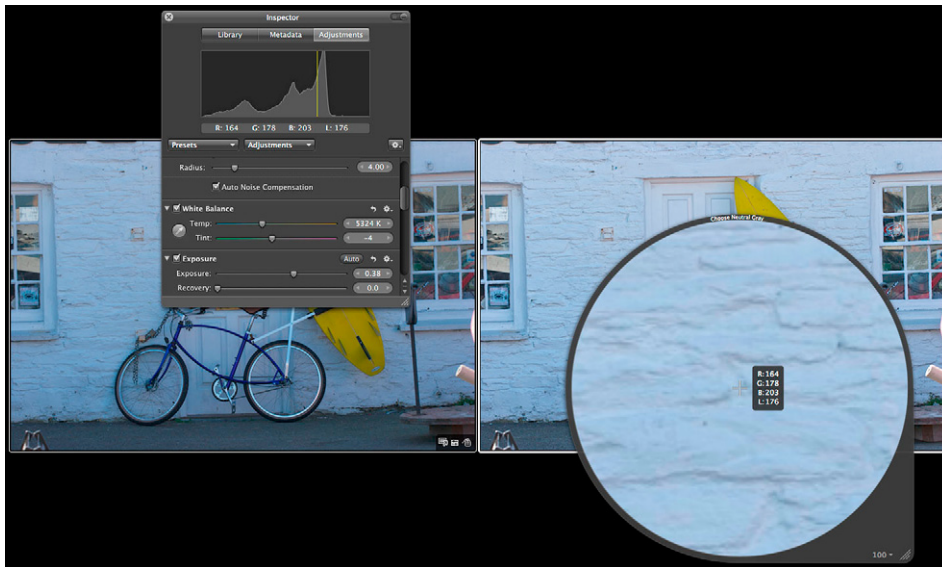 Inspector
Library Metadata Adjustments
R: 164 G: 178 B: 203 L: 176
Presets Adjustments
Radius: 4.00
Auto Noise Compensation
White Balance
Temp: 5324 K
Tint: -4
Exposure Auto
Exposure: 0.38
Recovery: 0.0
Choose Neutral Gray
R:164
G:178
B:203
L:176
100